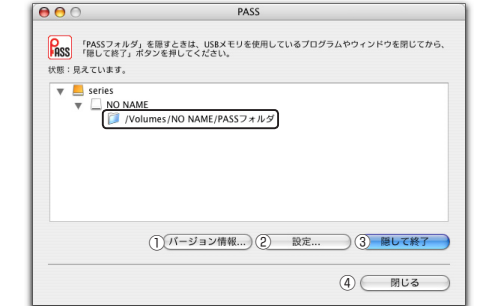 PASS
PASS
「PASSフォルダ」を隠すときは、USBメモリを使用しているプログラムやウィンドウを閉じてから、
「隠して終了」ボタンを押してください。
状態：見えています。
series
NO NAME
/Volumes/NO NAME/PASSフォルダ
① バージョン情報... ② 設定... ③ 隠して終了
④ 閉じる